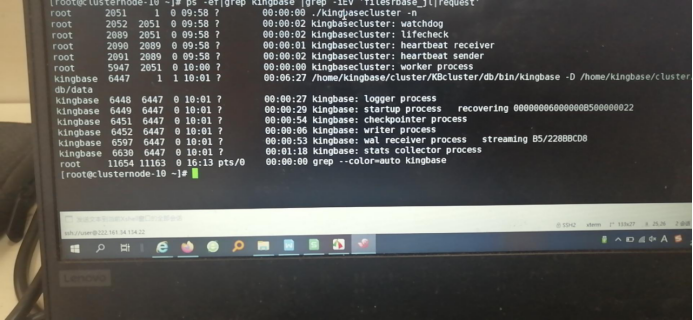 [root@clusternode-10 ~]# ps -ef|grep kingbase |grep -iEv 'filesrbase_jl|request'
root 2051 1 0 09:58 ? 00:00:00 ./kingbasecluster -n
root 2052 2051 0 09:58 ? 00:00:02 kingbasecluster: watchdog
root 2089 2051 0 09:58 ? 00:00:02 kingbasecluster: lifecheck
root 2090 2089 0 09:58 ? 00:00:01 kingbasecluster: heartbeat receiver
root 2091 2089 0 09:58 ? 00:00:02 kingbasecluster: heartbeat sender
root 5947 2051 0 10:00 ? 00:00:00 kingbasecluster: worker process
kingbase 6447 1 1 10:01 ? 00:06:27 /home/kingbase/cluster/KBcluster/db/bin/kingbase -D /home/kingbase/cluster/
db/data
kingbase 6448 6447 0 10:01 ? 00:00:27 kingbase: logger process
kingbase 6449 6447 0 10:01 ? 00:00:29 kingbase: startup process recovering 00000006000000B500000022
kingbase 6451 6447 0 10:01 ? 00:00:54 kingbase: checkpointer process
kingbase 6452 6447 0 10:01 ? 00:00:06 kingbase: writer process
kingbase 6597 6447 0 10:01 ? 00:00:53 kingbase: wal receiver process streaming B5/228BBCD8
kingbase 6630 6447 0 10:01 ? 00:01:18 kingbase: stats collector process
root 11654 11163 0 16:13 pts/0 00:00:00 grep --color=auto kingbase
[root@clusternode-10 ~]#
SSH2 xterm 133x27 25,26
Lenovo